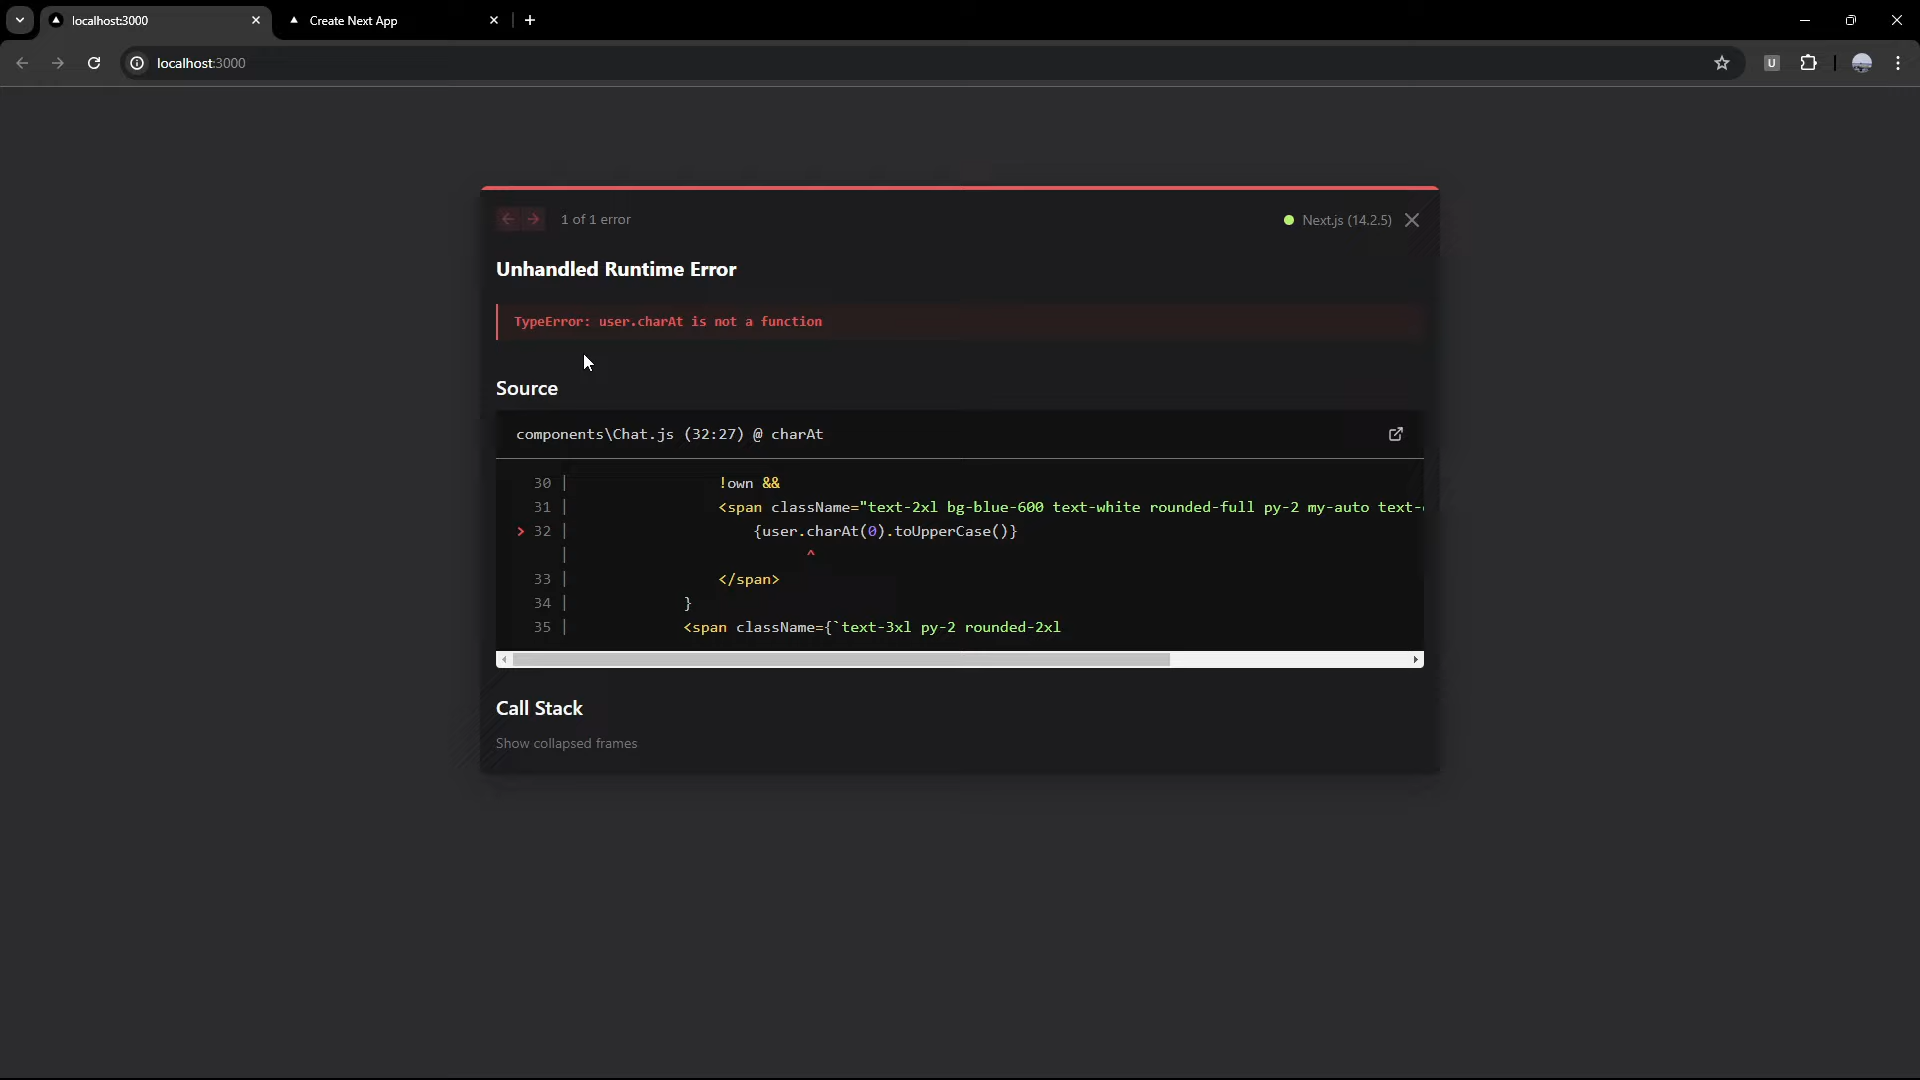 localhost:3000
Create Next App
localhost:3000
U
1 of 1 error
Next.js (14.2.5)
Unhandled Runtime Error
TypeError: user.charAt is not a function
Source
components\Chat.js (32:27) @ charAt
30 | !own &&
31 | <span className="text-2xl bg-blue-600 text-white rounded-full py-2 my-auto text-
> 32 | {user.charAt(0).toUpperCase()}
| ^
33 | </span>
34 | }
35 | <span className={`text-3xl py-2 rounded-2xl
Call Stack
Show collapsed frames